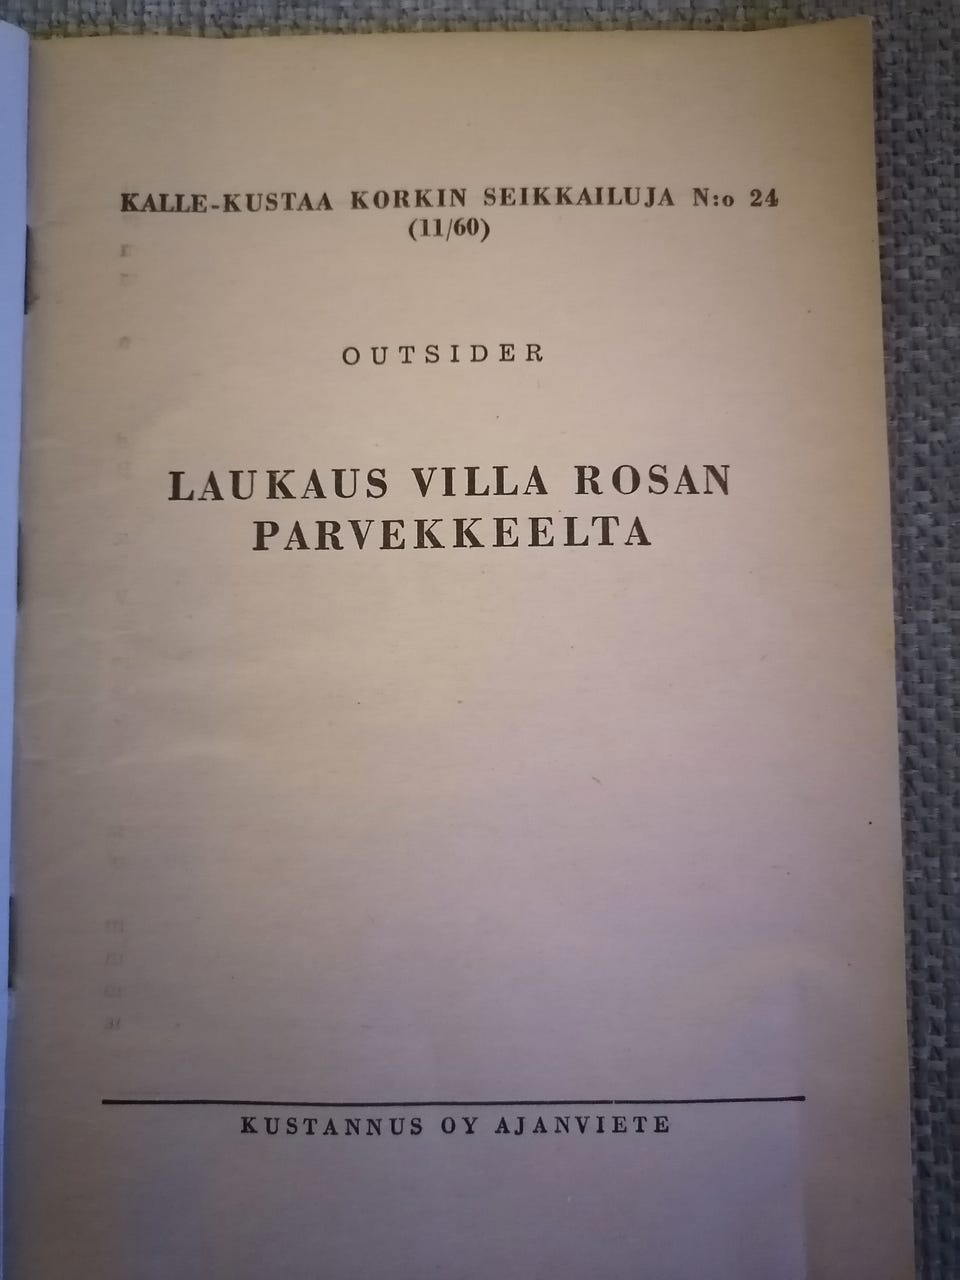 KALLE-KUSTAA KORKIN SEIKKAILUJA N:o 24
(11/60)
OUTSIDER
LAUKAUS VILLA ROSAN
PARVEKKEELTA
KUSTANNUS OY AJANVIETE